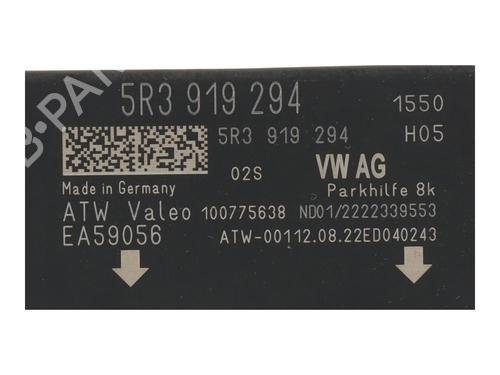 5R3 919 294 1550
5R3 919 294 H05
02S VW AG
Made in Germany Parkhilfe 8k
ATW Valeo 100775638 ND01/2222339553
EA59056 ATW-00112.08.22ED040243
B-PARTS